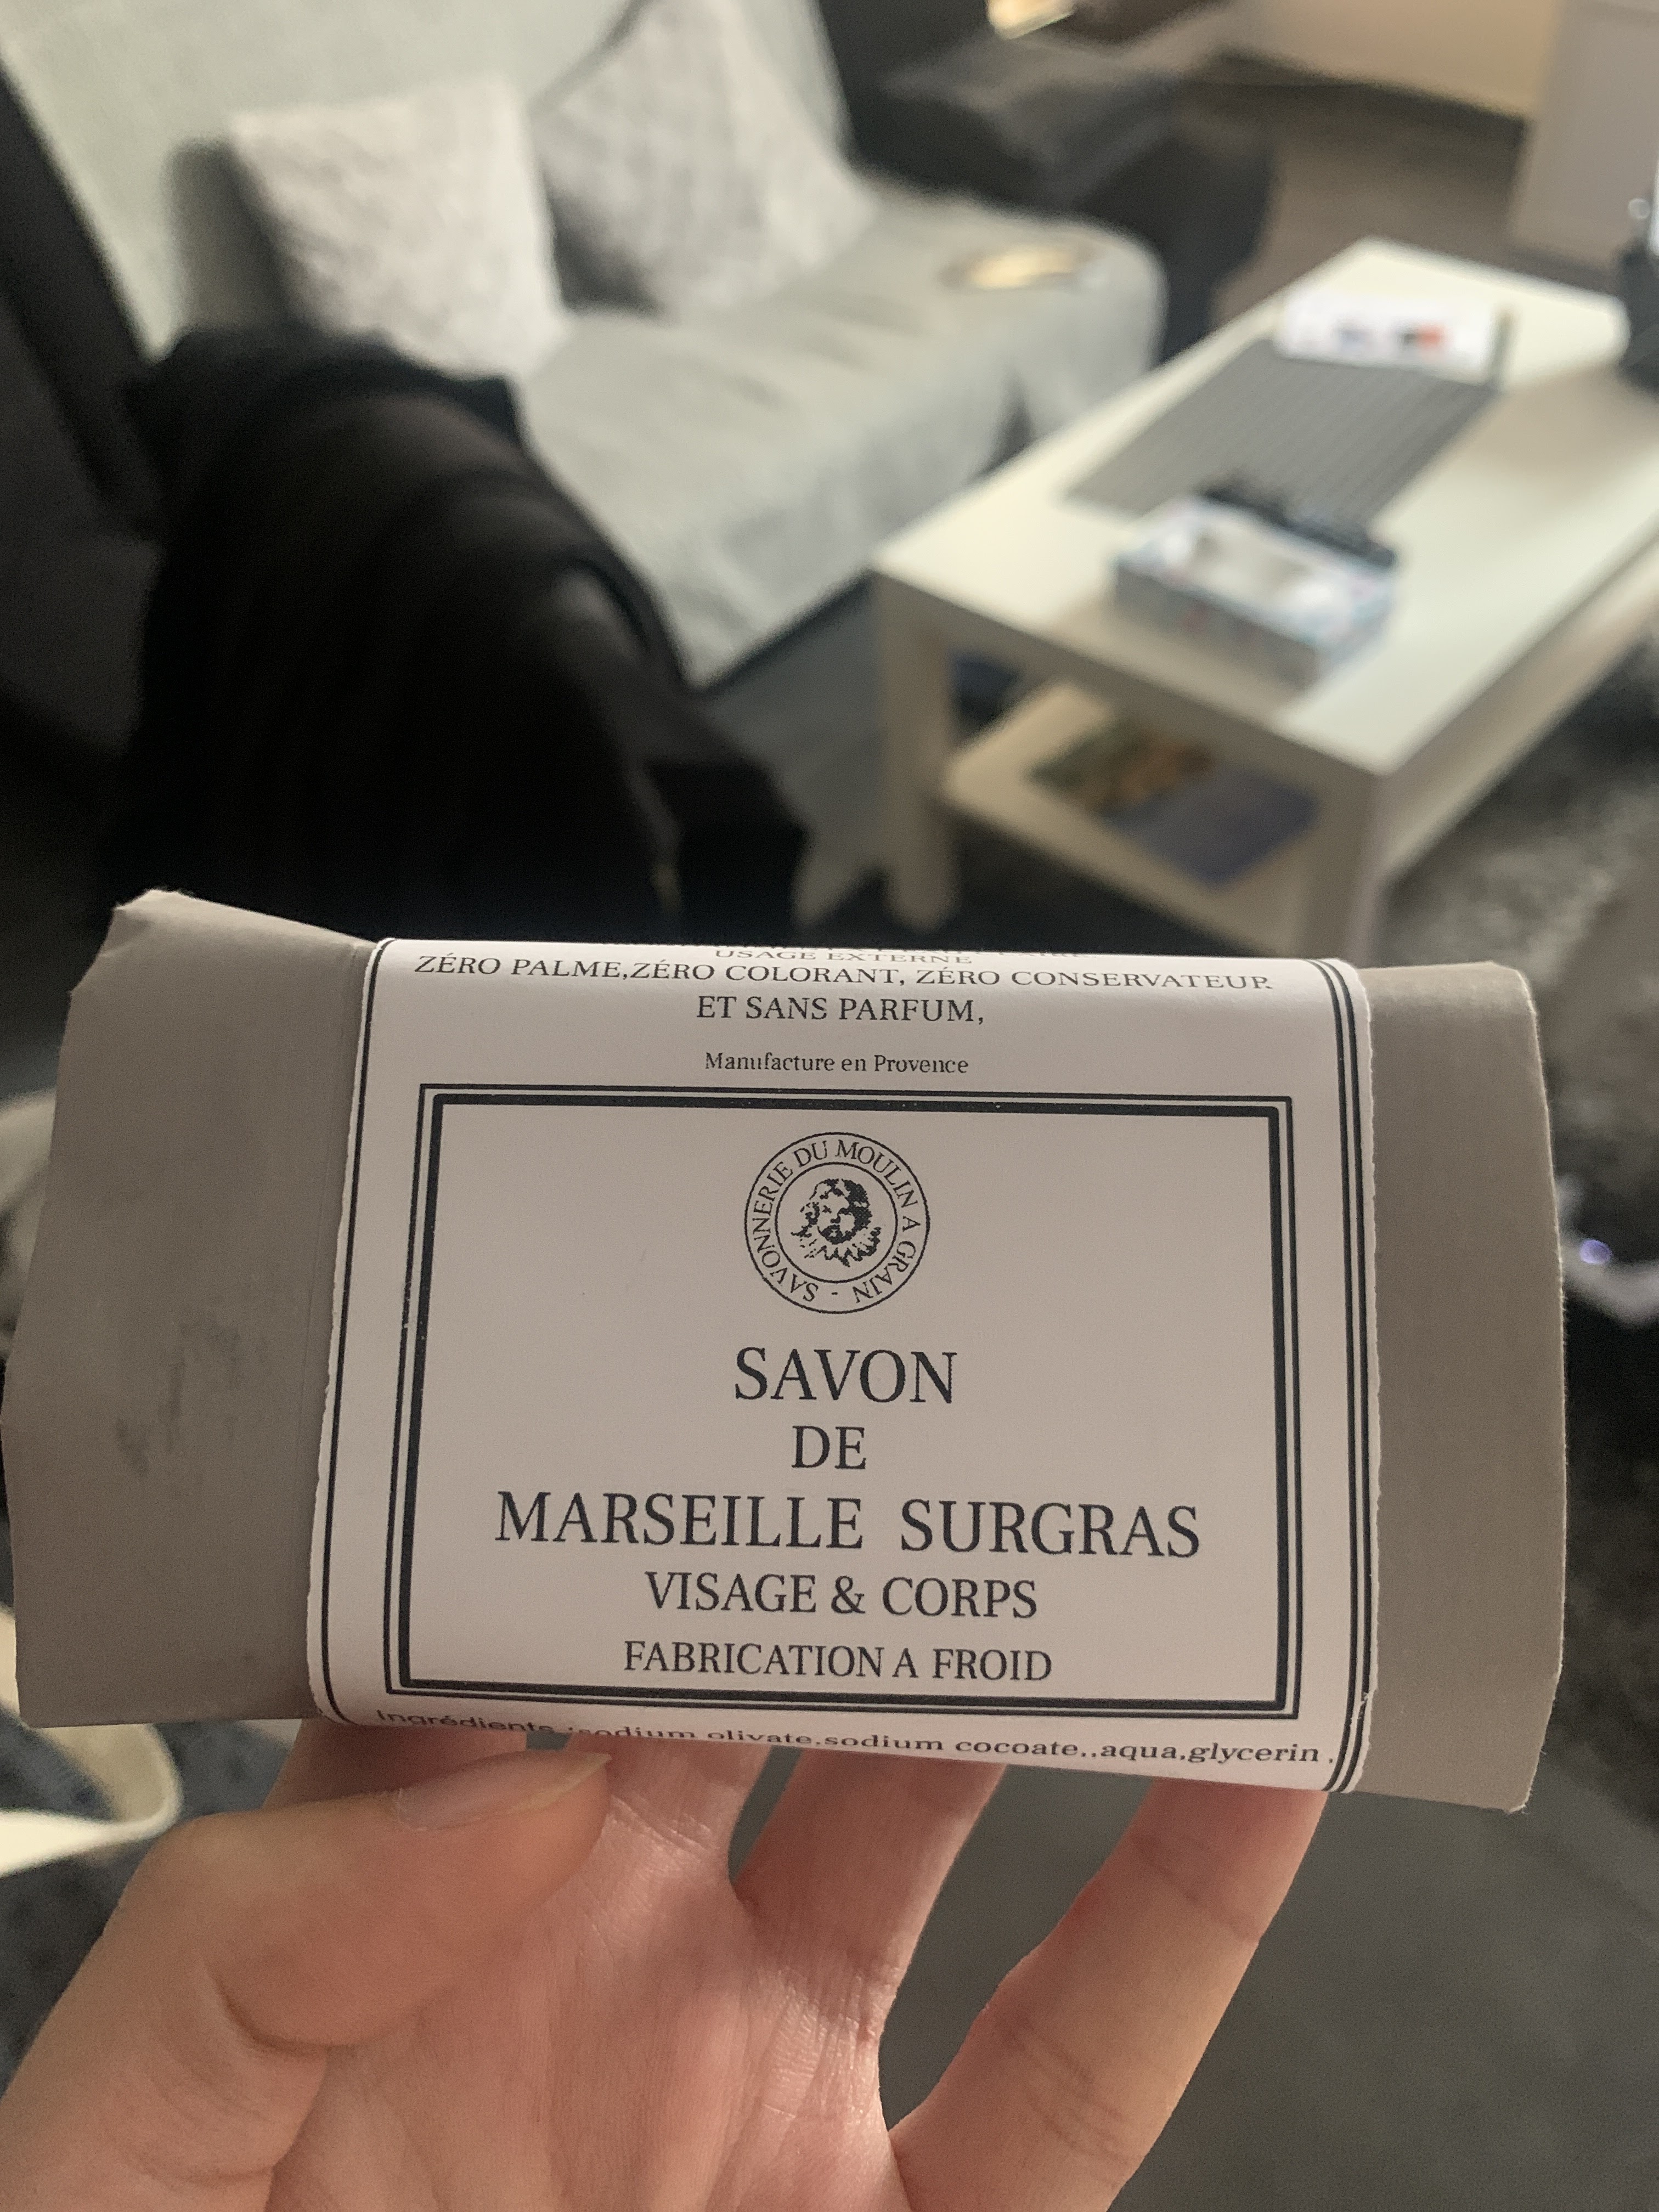 USAGE EXTERNE
ZÉRO PALME,ZÉRO COLORANT, ZÉRO CONSERVATEUR
ET SANS PARFUM,
Manufacture en Provence
SAVONNERIE DU MOULIN A GRAIN -
SAVON
DE
MARSEILLE SURGRAS
VISAGE & CORPS
FABRICATION A FROID
Ingrédients :sodium olivate,sodium cocoate,,aqua,glycerin .